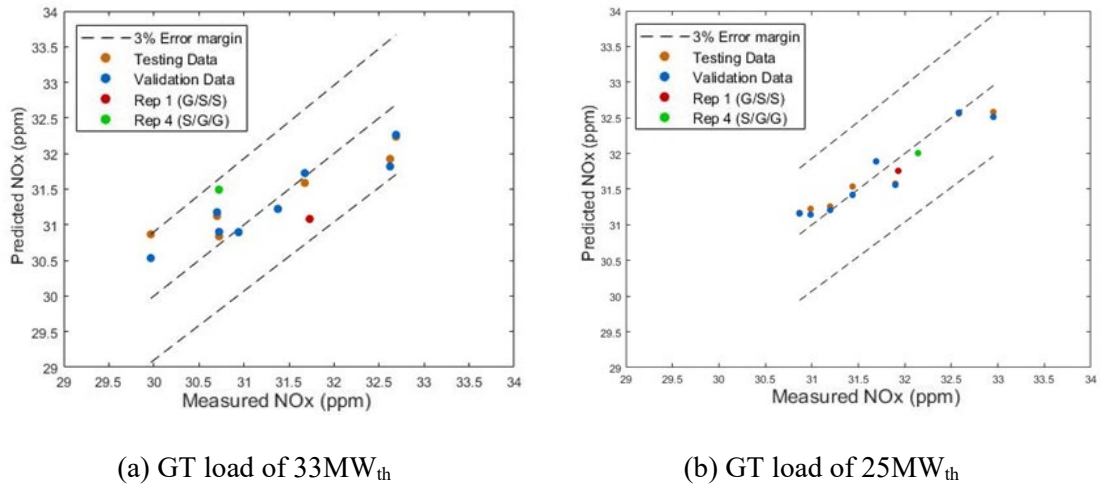 34
33.5
33
32.5
32
31.5
31
30.5
30
29.5
29
Predicted NOx (ppm)
3% Error margin
Testing Data
Validation Data
Rep 1 (G/S/S)
Rep 4 (S/G/G)
29 29.5 30 30.5 31 31.5 32 32.5 33 33.5 34
Measured NOx (ppm)
(a) GT load of 33MWth
34
33.5
33
32.5
32
31.5
31
30.5
30
29.5
29
Predicted NOx (ppm)
3% Error margin
Testing Data
Validation Data
Rep 1 (G/S/S)
Rep 4 (S/G/G)
29 29.5 30 30.5 31 31.5 32 32.5 33 33.5 34
Measured NOx (ppm)
(b) GT load of 25MWth